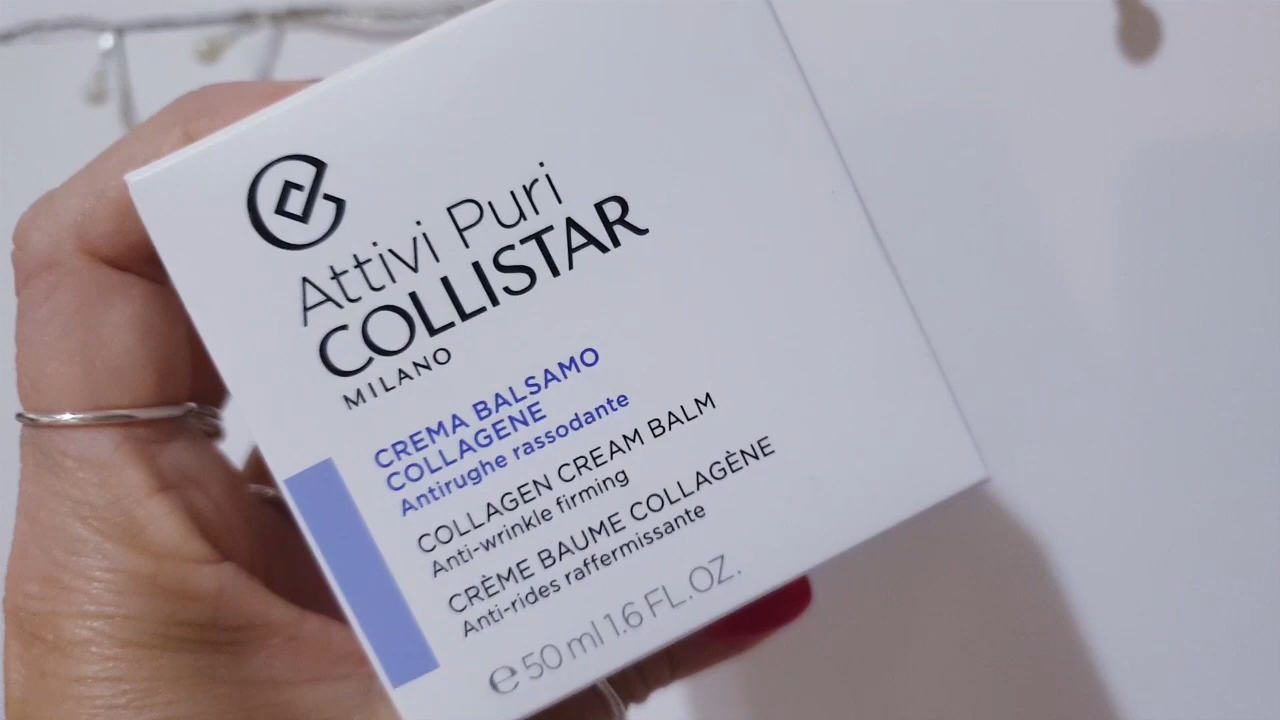 Attivi Puri
COLLISTAR
MILANO
CREMA BALSAMO
COLLAGENE
Antirughe rassodante
COLLAGEN CREAM BALM
Anti-wrinkle firming
CRÈME BAUME COLLAGÈNE
Anti-rides raffermissante
℮ 50 ml 1.6 FL.OZ.